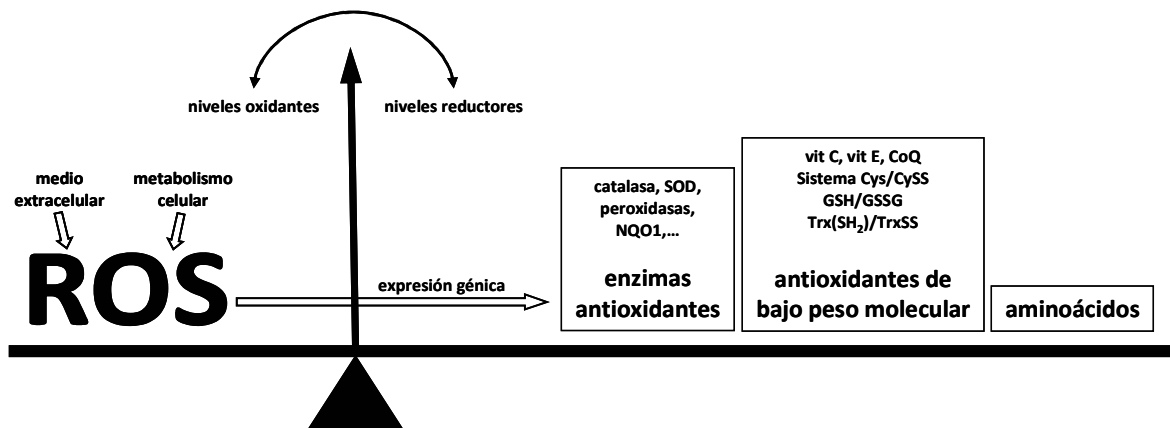 niveles oxidantes
niveles reductores
medio
extracelular
metabolismo
celular
ROS
expresión génica
catalasa, SOD,
peroxidasas,
NQO1,...
enzimas
antioxidantes
vit C, vit E, CoQ
Sistema Cys/CySS
GSH/GSSG
Trx(SH₂)/TrxSS
antioxidantes de
bajo peso molecular
aminoácidos